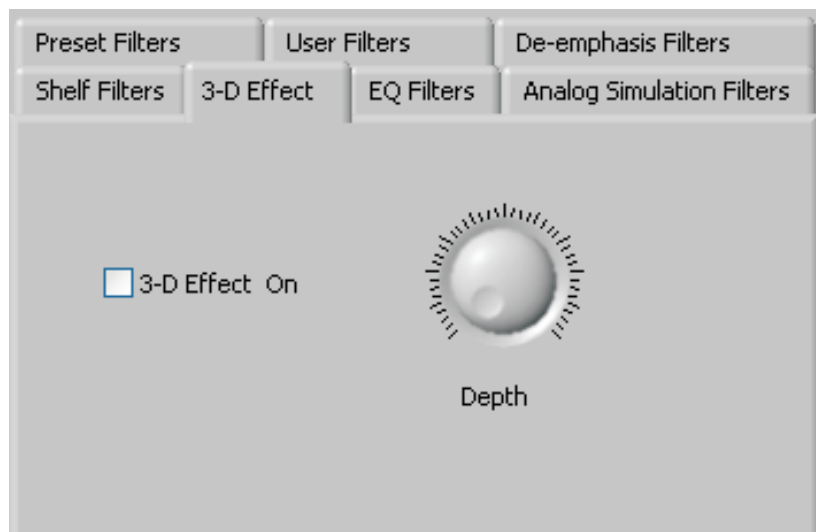 Preset Filters User Filters De-emphasis Filters
Shelf Filters 3-D Effect EQ Filters Analog Simulation Filters
3-D Effect On
Depth